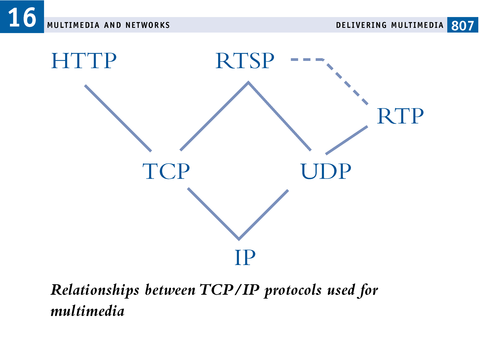 16 MULTIMEDIA AND NETWORKS DELIVERING MULTIMEDIA 807
HTTP RTSP
RTP
TCP UDP
IP
Relationships between TCP/IP protocols used for
multimedia